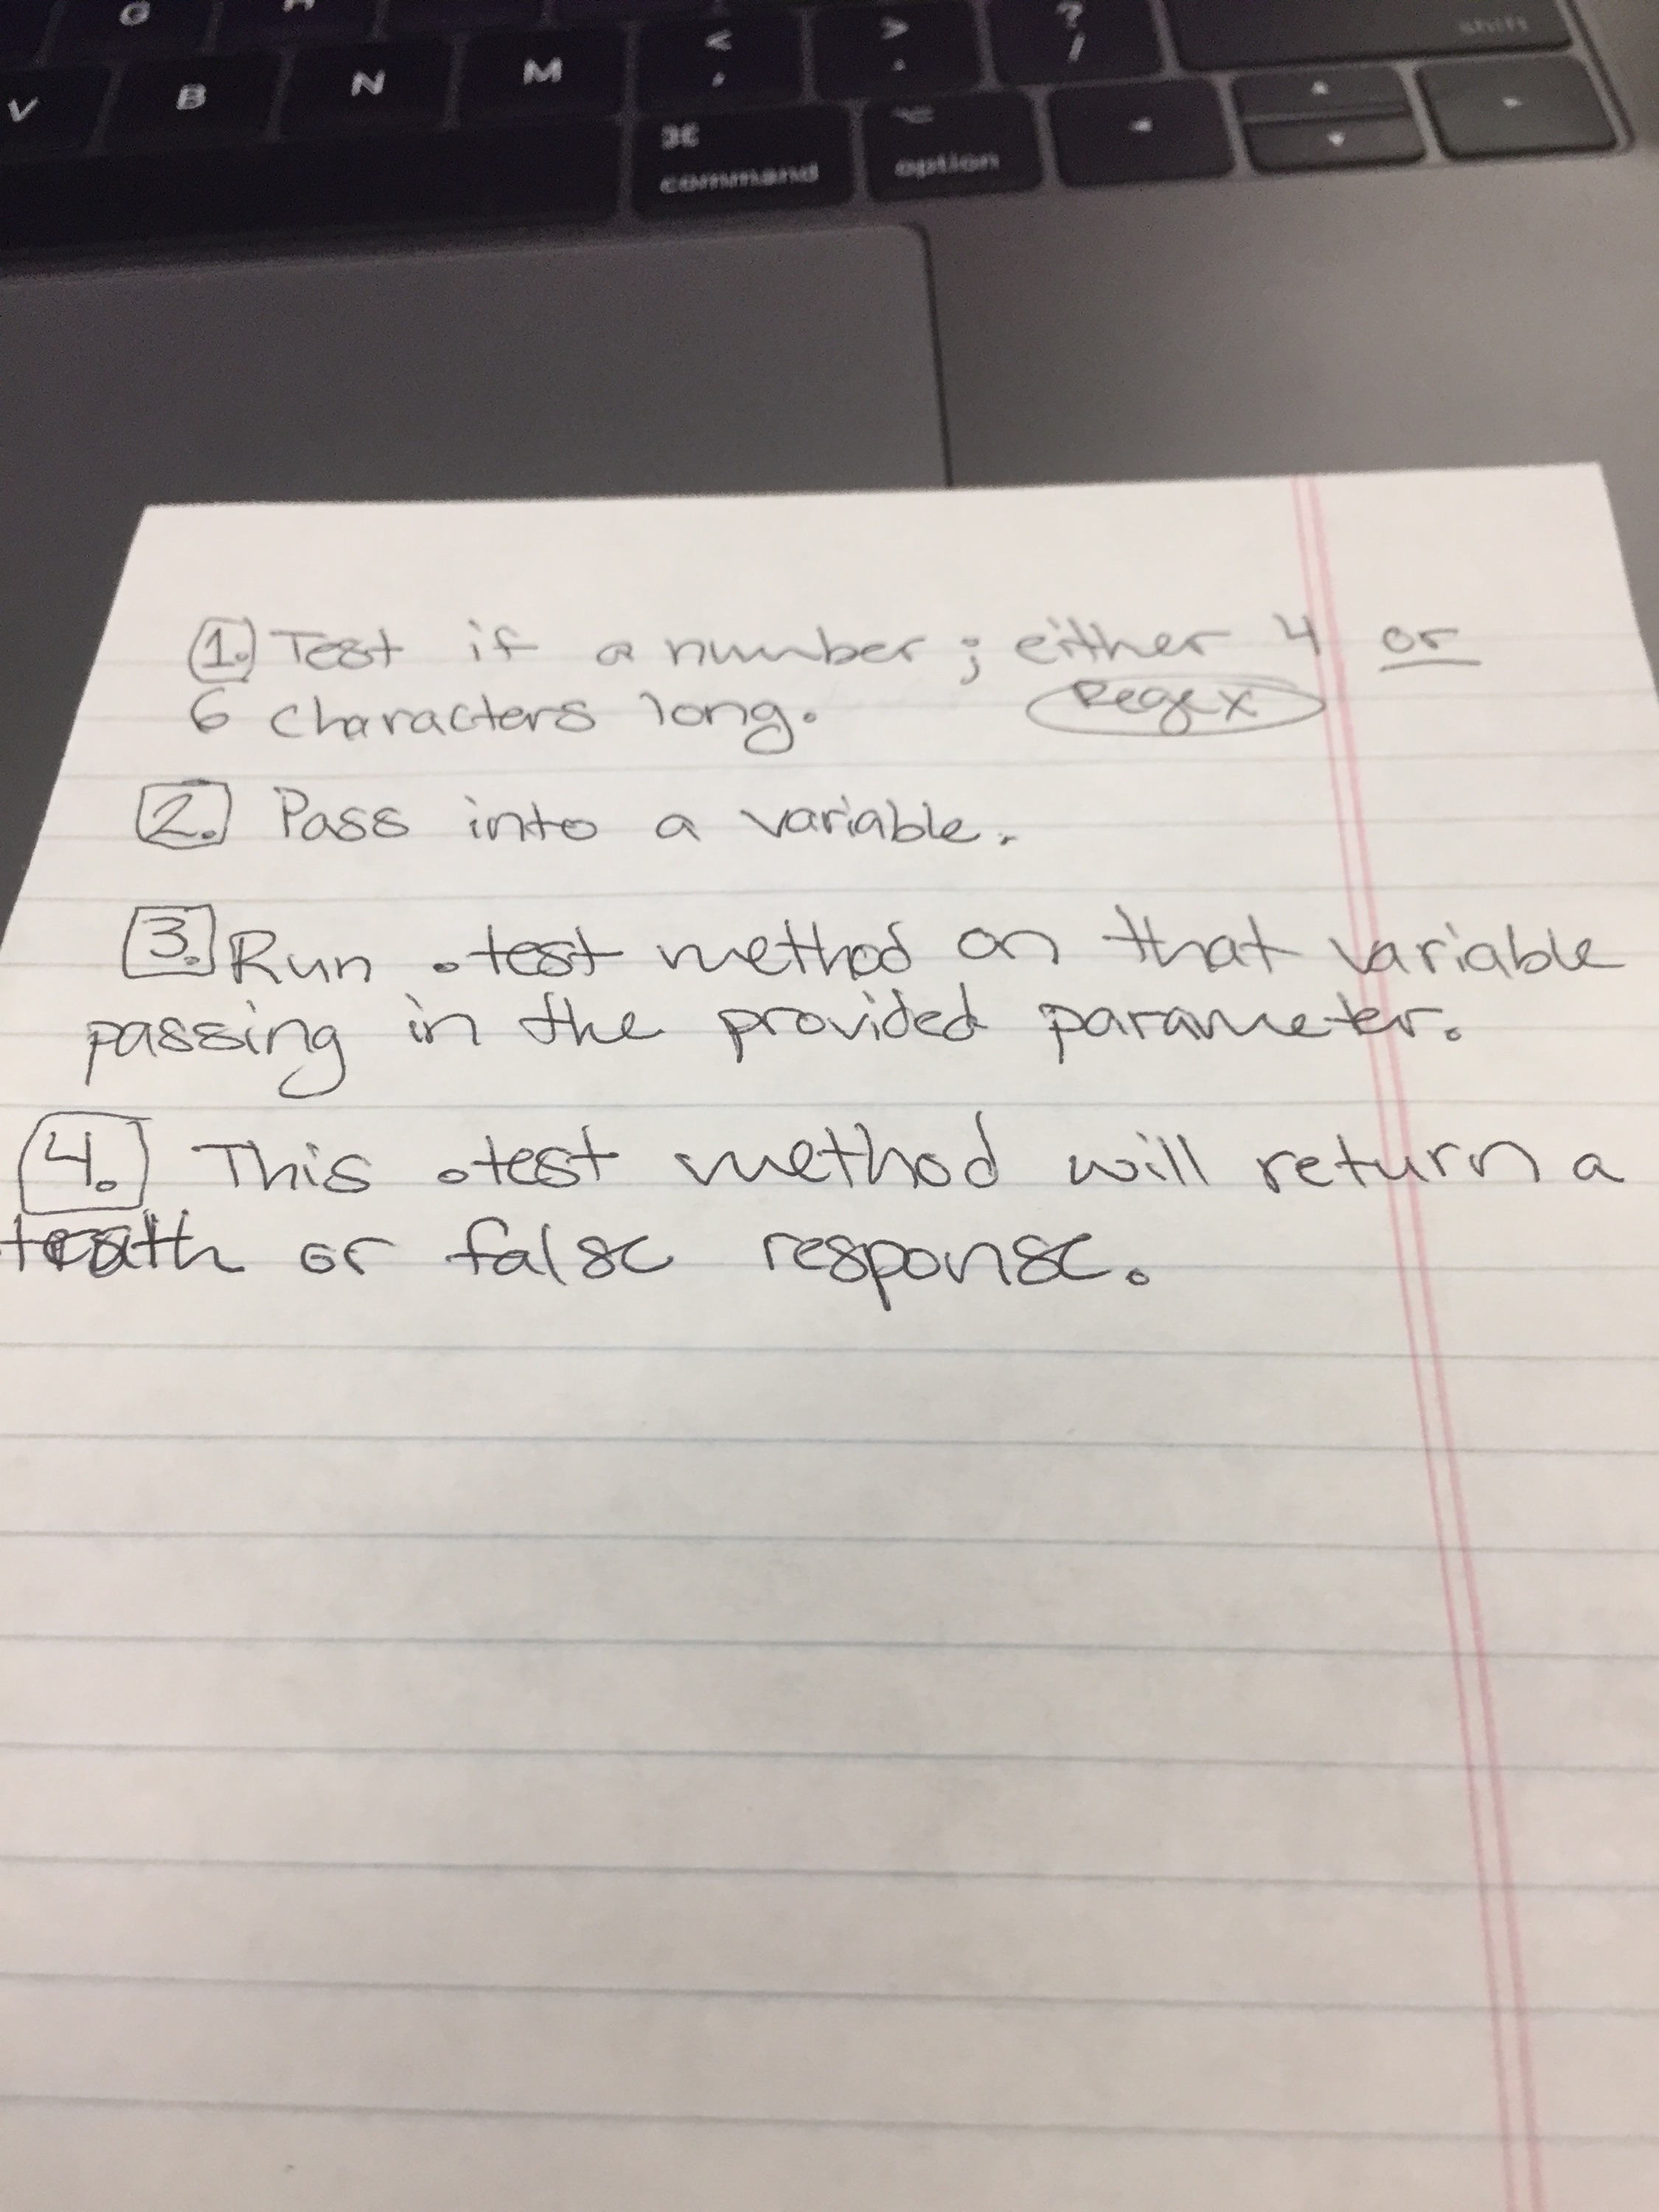 G H
V B N M < , > . ? / shift
⌘ command ⌥ option ◄ ▲ ▼ ►
1. Test if a number; either 4 or
6 characters long. Regex
2. Pass into a variable.
3. Run .test method on that variable
passing in the provided parameter.
4. This .test method will return a
or false response.